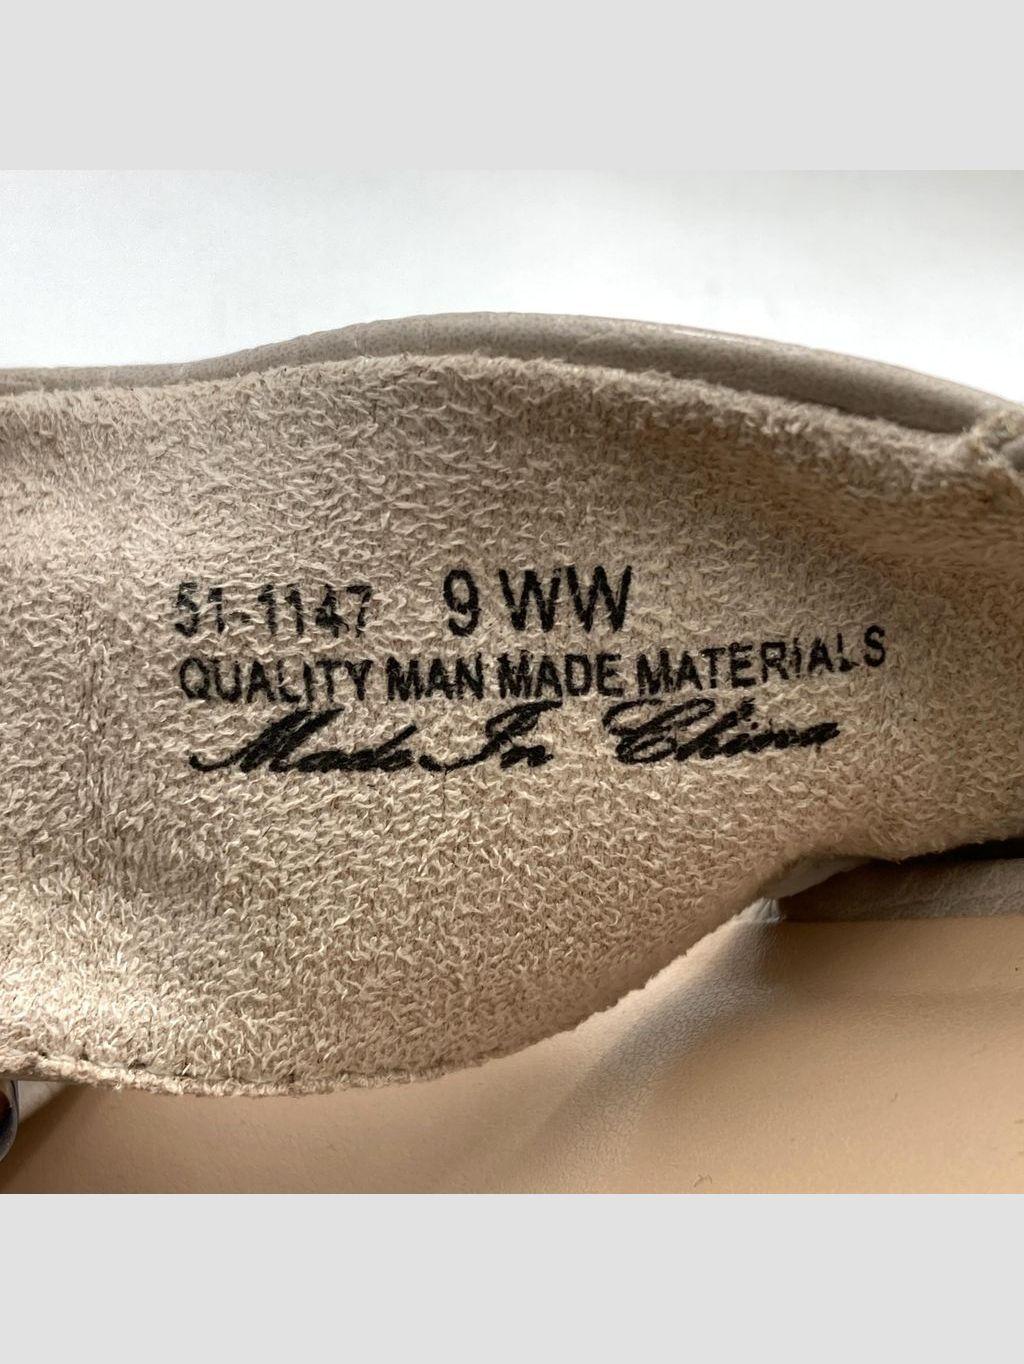 51-1147 9 WW
QUALITY MAN MADE MATERIALS
Made In China